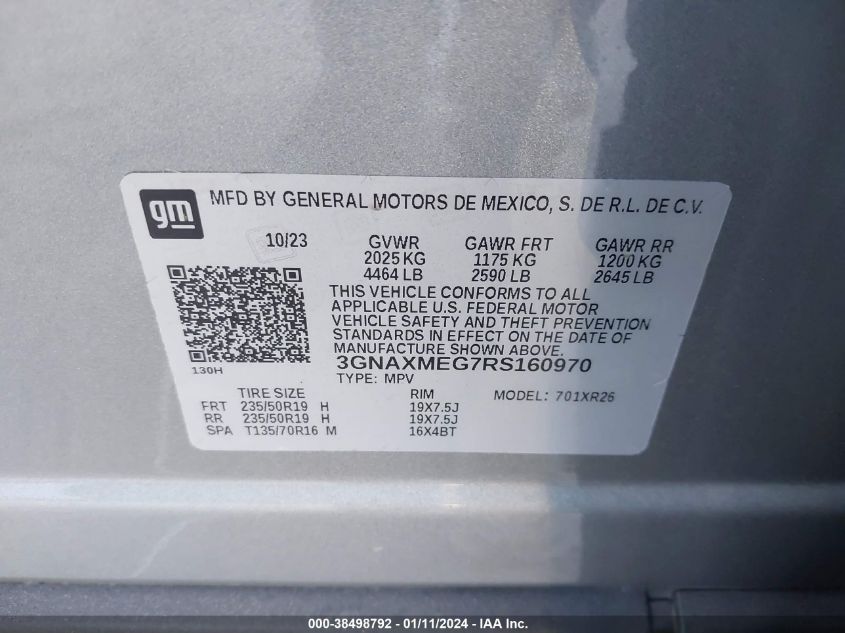 gm MFD BY GENERAL MOTORS DE MEXICO, S. DE R.L. DE C.V.
10/23 GVWR GAWR FRT GAWR RR
2025 KG 1175 KG 1200 KG
4464 LB 2590 LB 2645 LB
THIS VEHICLE CONFORMS TO ALL
APPLICABLE U.S. FEDERAL MOTOR
VEHICLE SAFETY AND THEFT PREVENTION
STANDARDS IN EFFECT ON THE DATE OF
MANUFACTURE SHOWN ABOVE.
130H 3GNAXMEG7RS160970
TYPE: MPV
TIRE SIZE RIM MODEL: 701XR26
FRT 235/50R19 H 19X7.5J
RR 235/50R19 H 19X7.5J
SPA T135/70R16 M 16X4BT
000-38498792 - 01/11/2024 - IAA Inc.